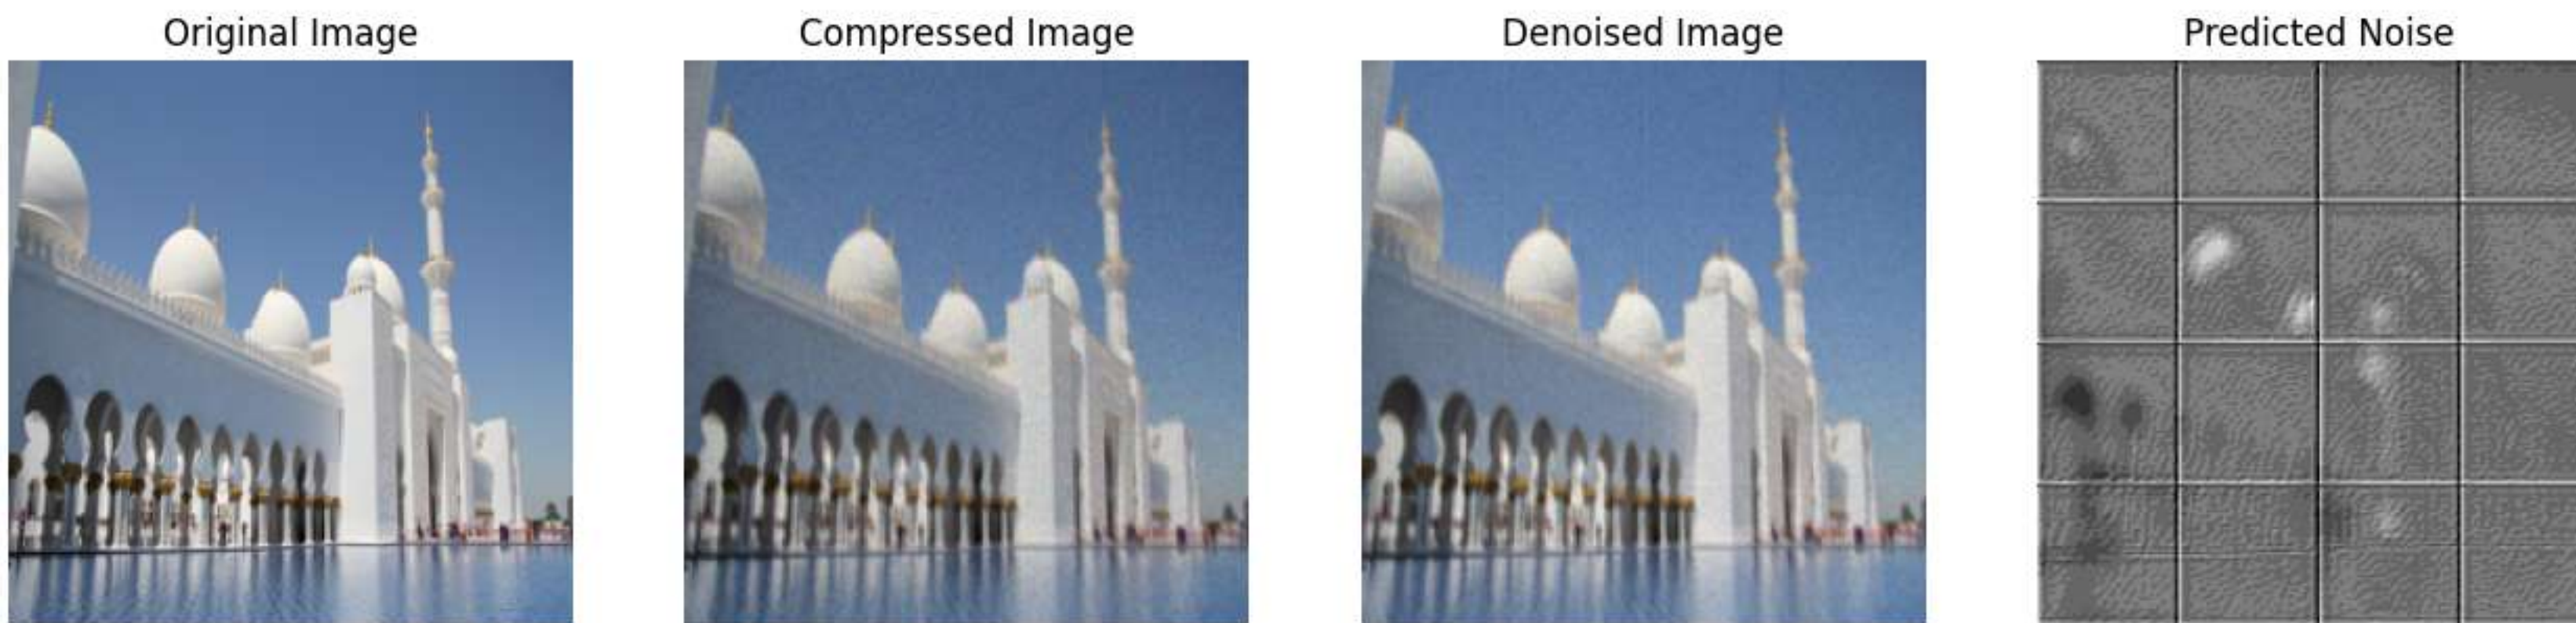 Original Image
Compressed Image
Denoised Image
Predicted Noise